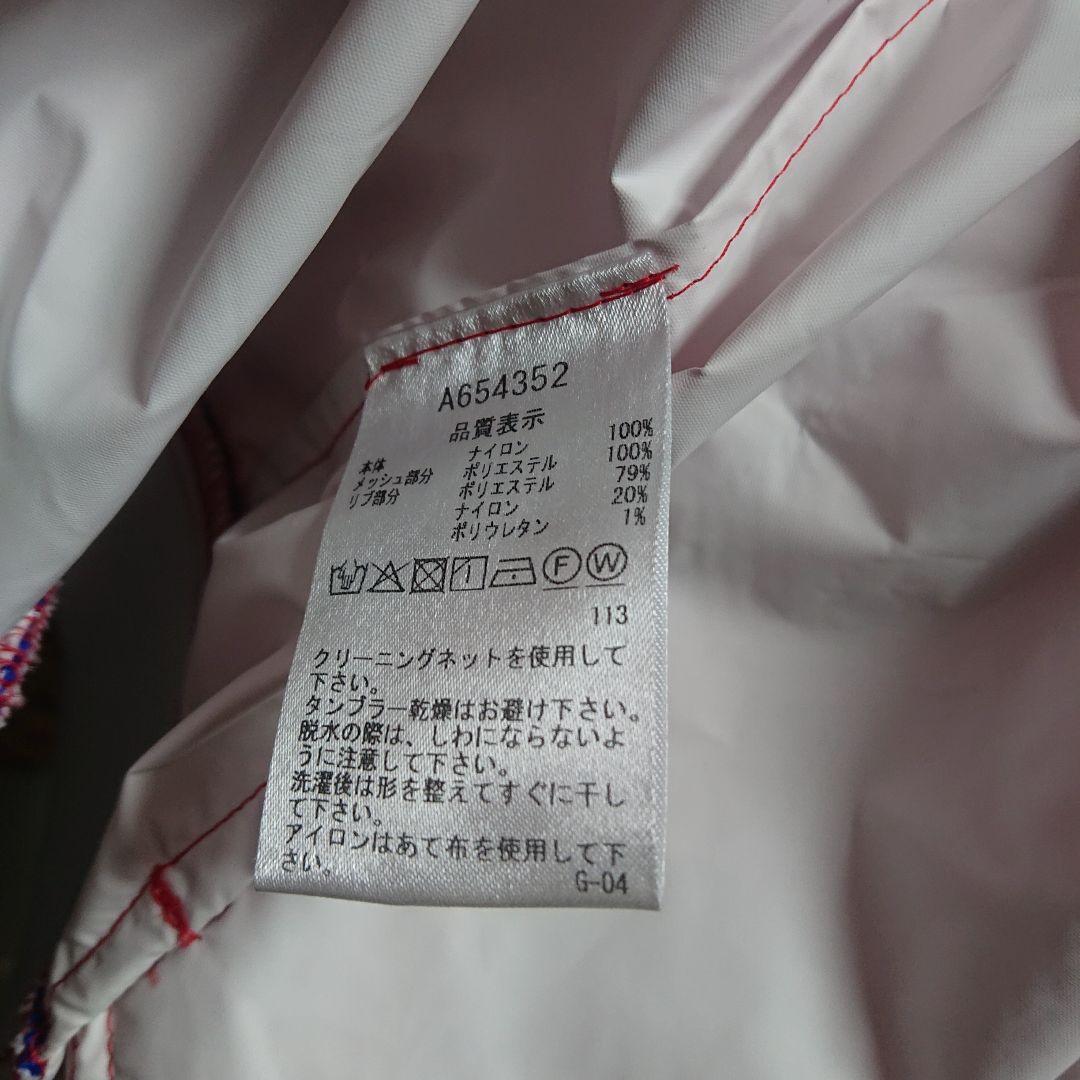 A654352
品質表示
本体 ナイロン 100%
メッシュ部分 ポリエステル 100%
リブ部分 ポリエステル 79%
ナイロン 20%
ポリウレタン 1%
F W
113
クリーニングネットを使用して
下さい。
タンブラー乾燥はお避け下さい。
脱水の際は、しわにならないよ
うに注意して下さい。
洗濯後は形を整えてすぐに干し
て下さい。
アイロンはあて布を使用して下
さい。
G-04